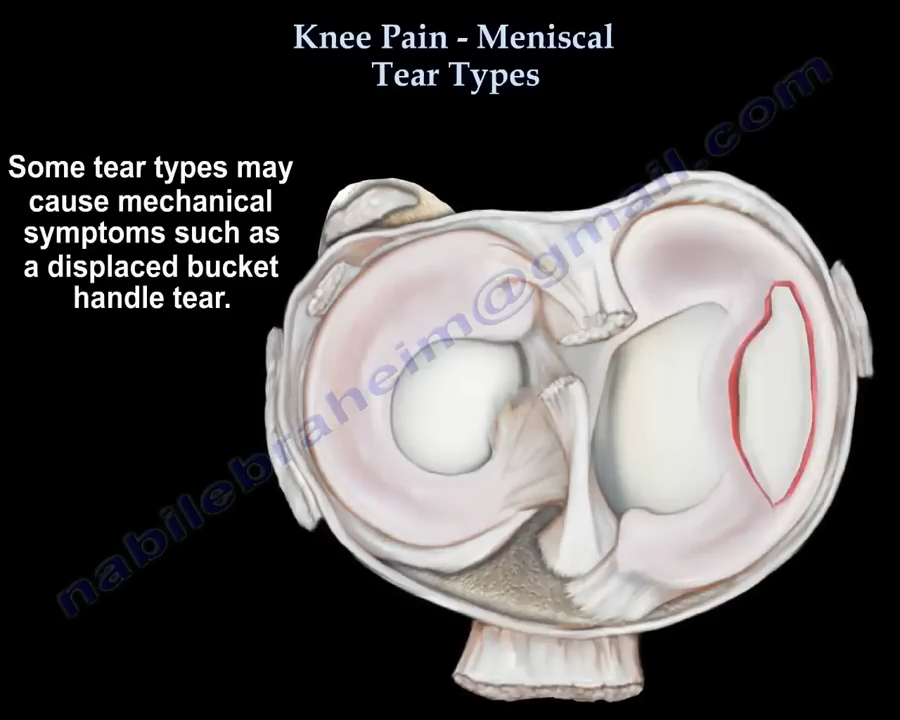 Knee Pain - Meniscal
Tear Types
Some tear types may
cause mechanical
symptoms such as
a displaced bucket
handle tear.
nabilebraheim@gmail.com